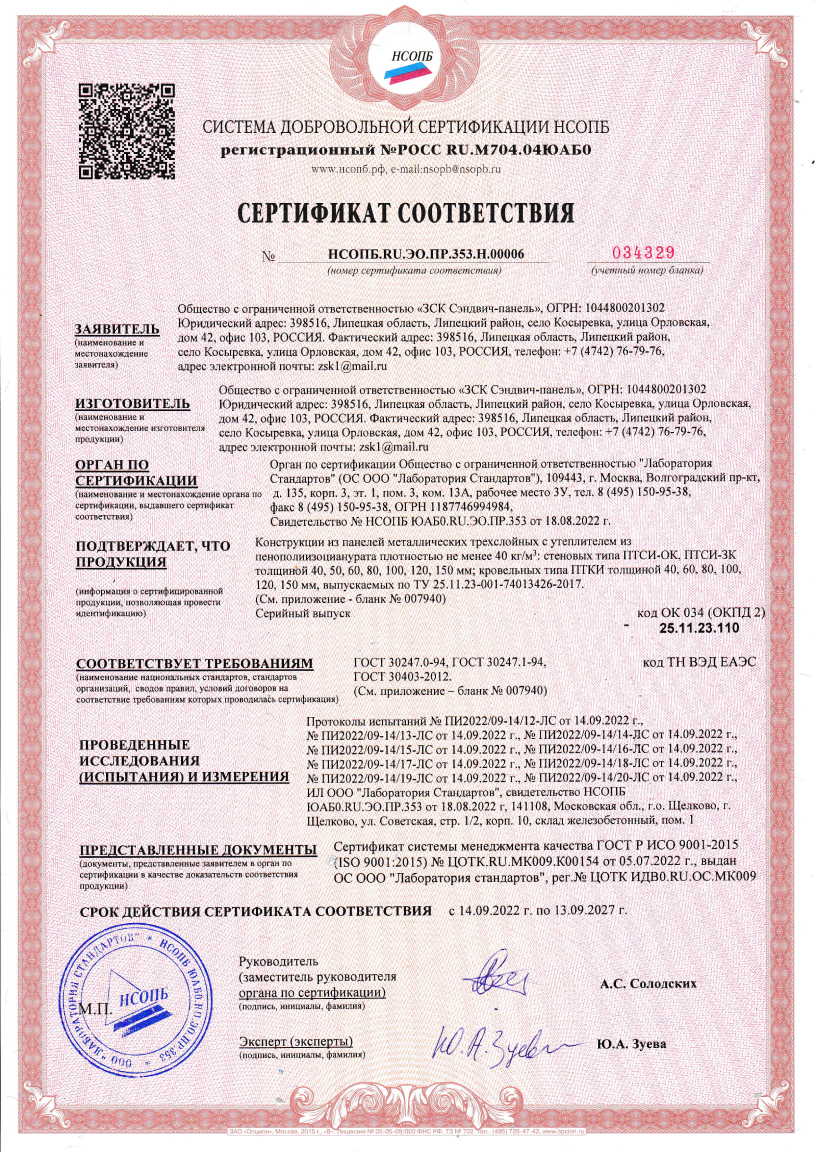 НСОПБ
СИСТЕМА ДОБРОВОЛЬНОЙ СЕРТИФИКАЦИИ НСОПБ
регистрационный №РОСС RU.М704.04ЮАБ0
www.нсопб.рф, e-mail:nsopb@nsopb.ru
СЕРТИФИКАТ СООТВЕТСТВИЯ
№ НСОПБ.RU.ЭО.ПР.353.Н.00006 034329
(номер сертификата соответствия) (учетный номер бланка)
Общество с ограниченной ответственностью «ЗСК Сэндвич-панель», ОГРН: 1044800201302
ЗАЯВИТЕЛЬ Юридический адрес: 398516, Липецкая область, Липецкий район, село Косыревка, улица Орловская,
(наименование и дом 42, офис 103, РОССИЯ. Фактический адрес: 398516, Липецкая область, Липецкий район,
местонахождение село Косыревка, улица Орловская, дом 42, офис 103, РОССИЯ, телефон: +7 (4742) 76-79-76,
заявителя) адрес электронной почты: zsk1@mail.ru
Общество с ограниченной ответственностью «ЗСК Сэндвич-панель», ОГРН: 1044800201302
ИЗГОТОВИТЕЛЬ Юридический адрес: 398516, Липецкая область, Липецкий район, село Косыревка, улица Орловская,
(наименование и дом 42, офис 103, РОССИЯ. Фактический адрес: 398516, Липецкая область, Липецкий район,
местонахождение изготовителя село Косыревка, улица Орловская, дом 42, офис 103, РОССИЯ, телефон: +7 (4742) 76-79-76,
продукции) адрес электронной почты: zsk1@mail.ru
ОРГАН ПО Орган по сертификации Общество с ограниченной ответственностью "Лаборатория
СЕРТИФИКАЦИИ Стандартов" (ОС ООО "Лаборатория Стандартов"), 109443, г. Москва, Волгоградский пр-кт,
(наименование и местонахождение органа по д. 135, корп. 3, эт. 1, пом. 3, ком. 13А, рабочее место 3У, тел. 8 (495) 150-95-38,
сертификации, выдавшего сертификат факс 8 (495) 150-95-38, ОГРН 1187746994984,
соответствия) Свидетельство № НСОПБ ЮАБ0.RU.ЭО.ПР.353 от 18.08.2022 г.
ПОДТВЕРЖДАЕТ, ЧТО Конструкции из панелей металлических трехслойных с утеплителем из
ПРОДУКЦИЯ пенополиизоцианурата плотностью не менее 40 кг/м³: стеновых типа ПТСИ-ОК, ПТСИ-ЗК
толщиной 40, 50, 60, 80, 100, 120, 150 мм; кровельных типа ПТКИ толщиной 40, 60, 80, 100,
(информация о сертифицированной 120, 150 мм, выпускаемых по ТУ 25.11.23-001-74013426-2017.
продукции, позволяющая провести (См. приложение - бланк № 007940)
идентификацию) Серийный выпуск код ОК 034 (ОКПД 2)
25.11.23.110
СООТВЕТСТВУЕТ ТРЕБОВАНИЯМ ГОСТ 30247.0-94, ГОСТ 30247.1-94, код ТН ВЭД ЕАЭС
(наименование национальных стандартов, стандартов ГОСТ 30403-2012.
организаций, сводов правил, условий договоров на (См. приложение – бланк № 007940)
соответствие требованиям которых проводилась сертификация)
Протоколы испытаний № ПИ2022/09-14/12-ЛС от 14.09.2022 г.,
№ ПИ2022/09-14/13-ЛС от 14.09.2022 г., № ПИ2022/09-14/14-ЛС от 14.09.2022 г.,
ПРОВЕДЕННЫЕ № ПИ2022/09-14/15-ЛС от 14.09.2022 г., № ПИ2022/09-14/16-ЛС от 14.09.2022 г.,
ИССЛЕДОВАНИЯ № ПИ2022/09-14/17-ЛС от 14.09.2022 г., № ПИ2022/09-14/18-ЛС от 14.09.2022 г.,
(ИСПЫТАНИЯ) И ИЗМЕРЕНИЯ № ПИ2022/09-14/19-ЛС от 14.09.2022 г., № ПИ2022/09-14/20-ЛС от 14.09.2022 г.,
ИЛ ООО "Лаборатория Стандартов", свидетельство НСОПБ
ЮАБ0.RU.ЭО.ПР.353 от 18.08.2022 г, 141108, Московская обл., г.о. Щелково, г.
Щелково, ул. Советская, стр. 1/2, корп. 10, склад железобетонный, пом. 1
ПРЕДСТАВЛЕННЫЕ ДОКУМЕНТЫ Сертификат системы менеджмента качества ГОСТ Р ИСО 9001-2015
(документы, представленные заявителем в орган по (ISO 9001:2015) № ЦОТК.RU.МК009.К00154 от 05.07.2022 г., выдан
сертификации в качестве доказательств соответствия ОС ООО "Лаборатория стандартов", рег.№ ЦОТК ИДВ0.RU.ОС.МК009
продукции)
СРОК ДЕЙСТВИЯ СЕРТИФИКАТА СООТВЕТСТВИЯ с 14.09.2022 г. по 13.09.2027 г.
ООО "ЛАБОРАТОРИЯ СТАНДАРТОВ" * НСОПБ ЮАБ0.RU.ЭО.ПР.353 *
НСОПБ
М.П.
Руководитель
(заместитель руководителя
органа по сертификации) А.С. Солодских
(подпись, инициалы, фамилия)
Эксперт (эксперты) Ю.А. Зуев Ю.А. Зуева
(подпись, инициалы, фамилия)
ЗАО «Опцион», Москва, 2015 г., «В», Лицензия № 05-05-09/003 ФНС РФ. ТЗ № 702. Тел.: (495) 726-47-42, www.opcion.ru